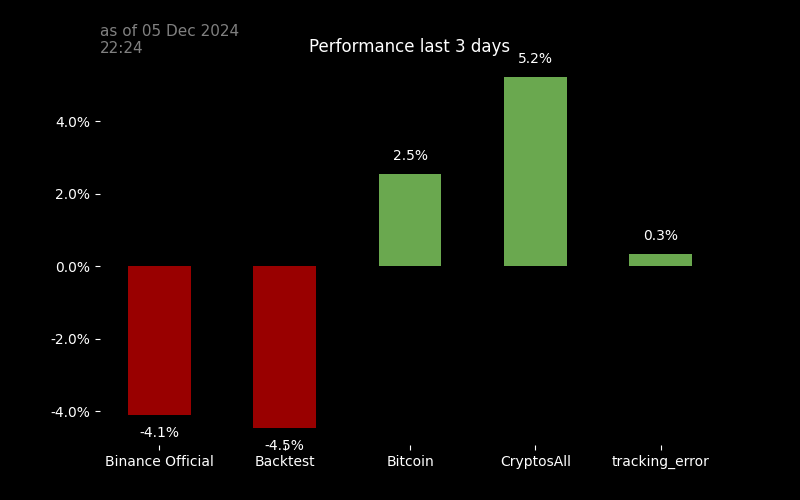 as of 05 Dec 2024
22:24
Performance last 3 days
5.2%
4.0%
2.5%
2.0%
0.3%
0.0%
-2.0%
-4.0%
-4.1%
-4.5%
Binance Official
Backtest
Bitcoin
CryptosAll
tracking_error